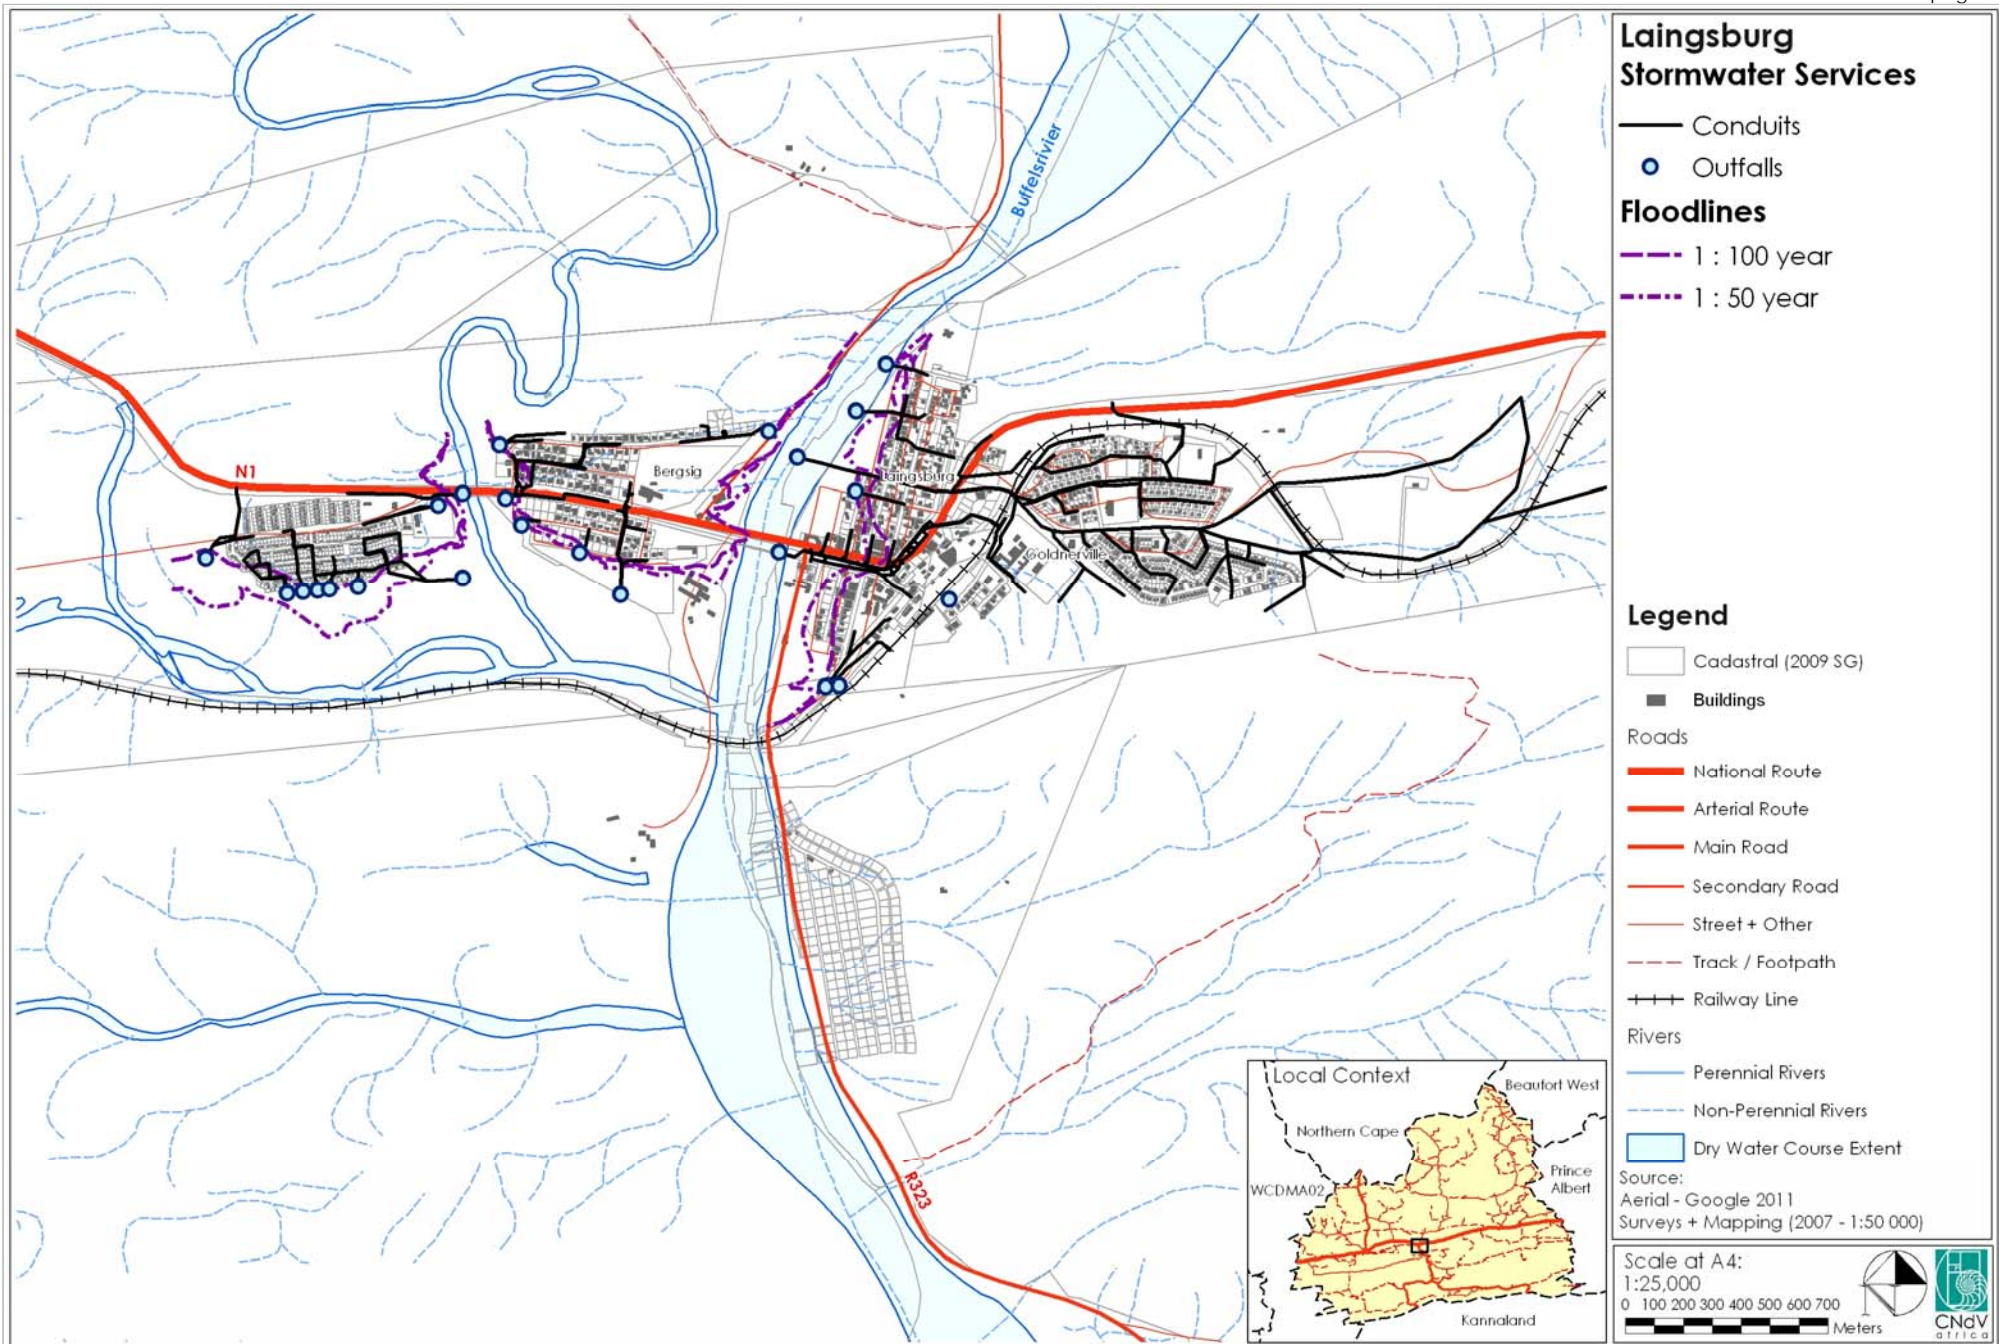 Laingsburg
Stormwater Services
Conduits
Outfalls
Floodlines
1 : 100 year
1 : 50 year
Legend
Cadastral (2009 SG)
Buildings
Roads
National Route
Arterial Route
Main Road
Secondary Road
Street + Other
Track / Footpath
Railway Line
Rivers
Perennial Rivers
Non-Perennial Rivers
Dry Water Course Extent
Source:
Aerial - Google 2011
Surveys + Mapping (2007 - 1:50 000)
Scale at A4:
1:25,000
0 100 200 300 400 500 600 700
Meters
CNdV
africa
Buffelsrivier
N1
Bergsig
Laingsburg
Goldnerville
R323
Local Context
Beaufort West
Northern Cape
Prince
Albert
WCDMA02
Kannaland